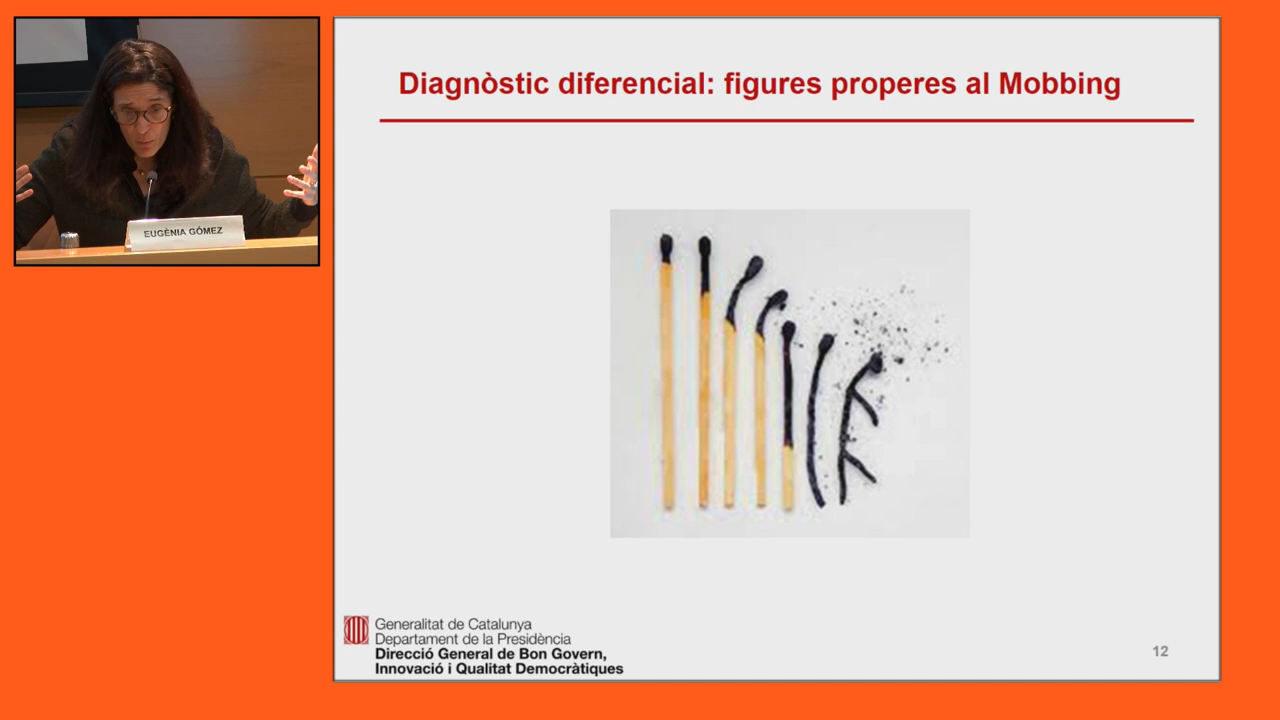 EUGÈNIA GÓMEZ
Diagnòstic diferencial: figures properes al Mobbing
Generalitat de Catalunya
Departament de la Presidència
Direcció General de Bon Govern,
Innovació i Qualitat Democràtiques
12